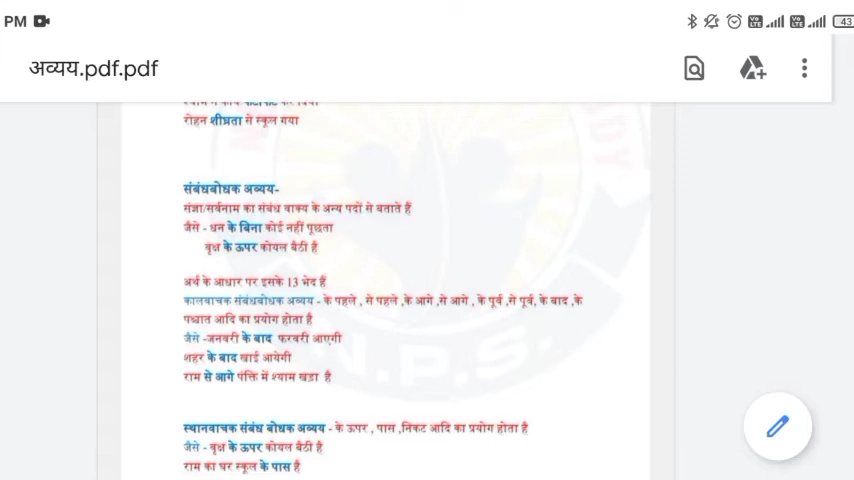 PM
43
अव्यय.pdf.pdf
रोहन शीघ्रता से स्कूल गया
संबंधबोधक अव्यय-
संज्ञा/सर्वनाम का संबंध वाक्य के अन्य पदों से बताते हैं
जैसे - धन के बिना कोई नहीं पूछता
वृक्ष के ऊपर कोयल बैठी है
अर्थ के आधार पर इसके 13 भेद हैं
कालवाचक संबंधबोधक अव्यय - के पहले , से पहले ,के आगे ,से आगे , के पूर्व ,से पूर्व, के बाद ,के
पश्चात आदि का प्रयोग होता है
जैसे -जनवरी के बाद फरवरी आएगी
शहर के बाद खाई आयेगी
राम से आगे पंक्ति में श्याम खड़ा है
स्थानवाचक संबंध बोधक अव्यय - के ऊपर , पास ,निकट आदि का प्रयोग होता है
जैसे - वृक्ष के ऊपर कोयल बैठी है
राम का घर स्कूल के पास है